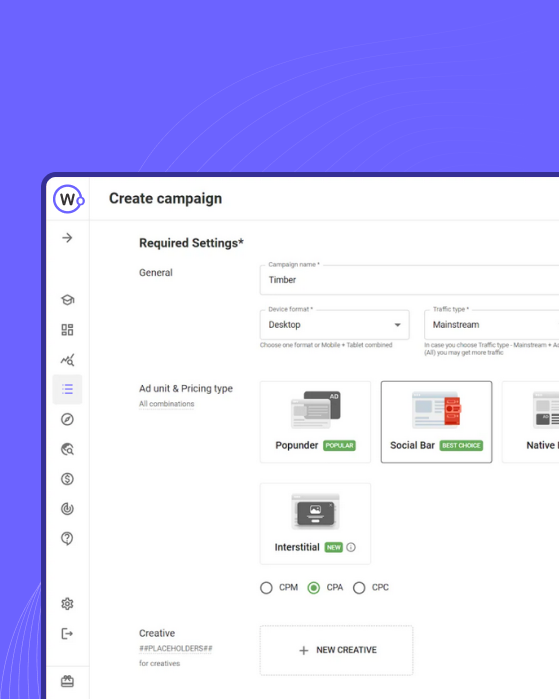 W
Create campaign
Required Settings*
General
Campaign name *
Timber
Device format *
Desktop
Choose one format or Mobile + Tablet combined
Traffic type *
Mainstream
In case you choose Traffic type - Mainstream +
(All) you may get more traffic
Ad unit & Pricing type
All combinations
AD
Popunder POPULAR
Social Bar BEST CHOICE
AD
Native
Interstitial NEW
CPM CPA CPC
Creative
##PLACEHOLDERS##
for creatives
+ NEW CREATIVE